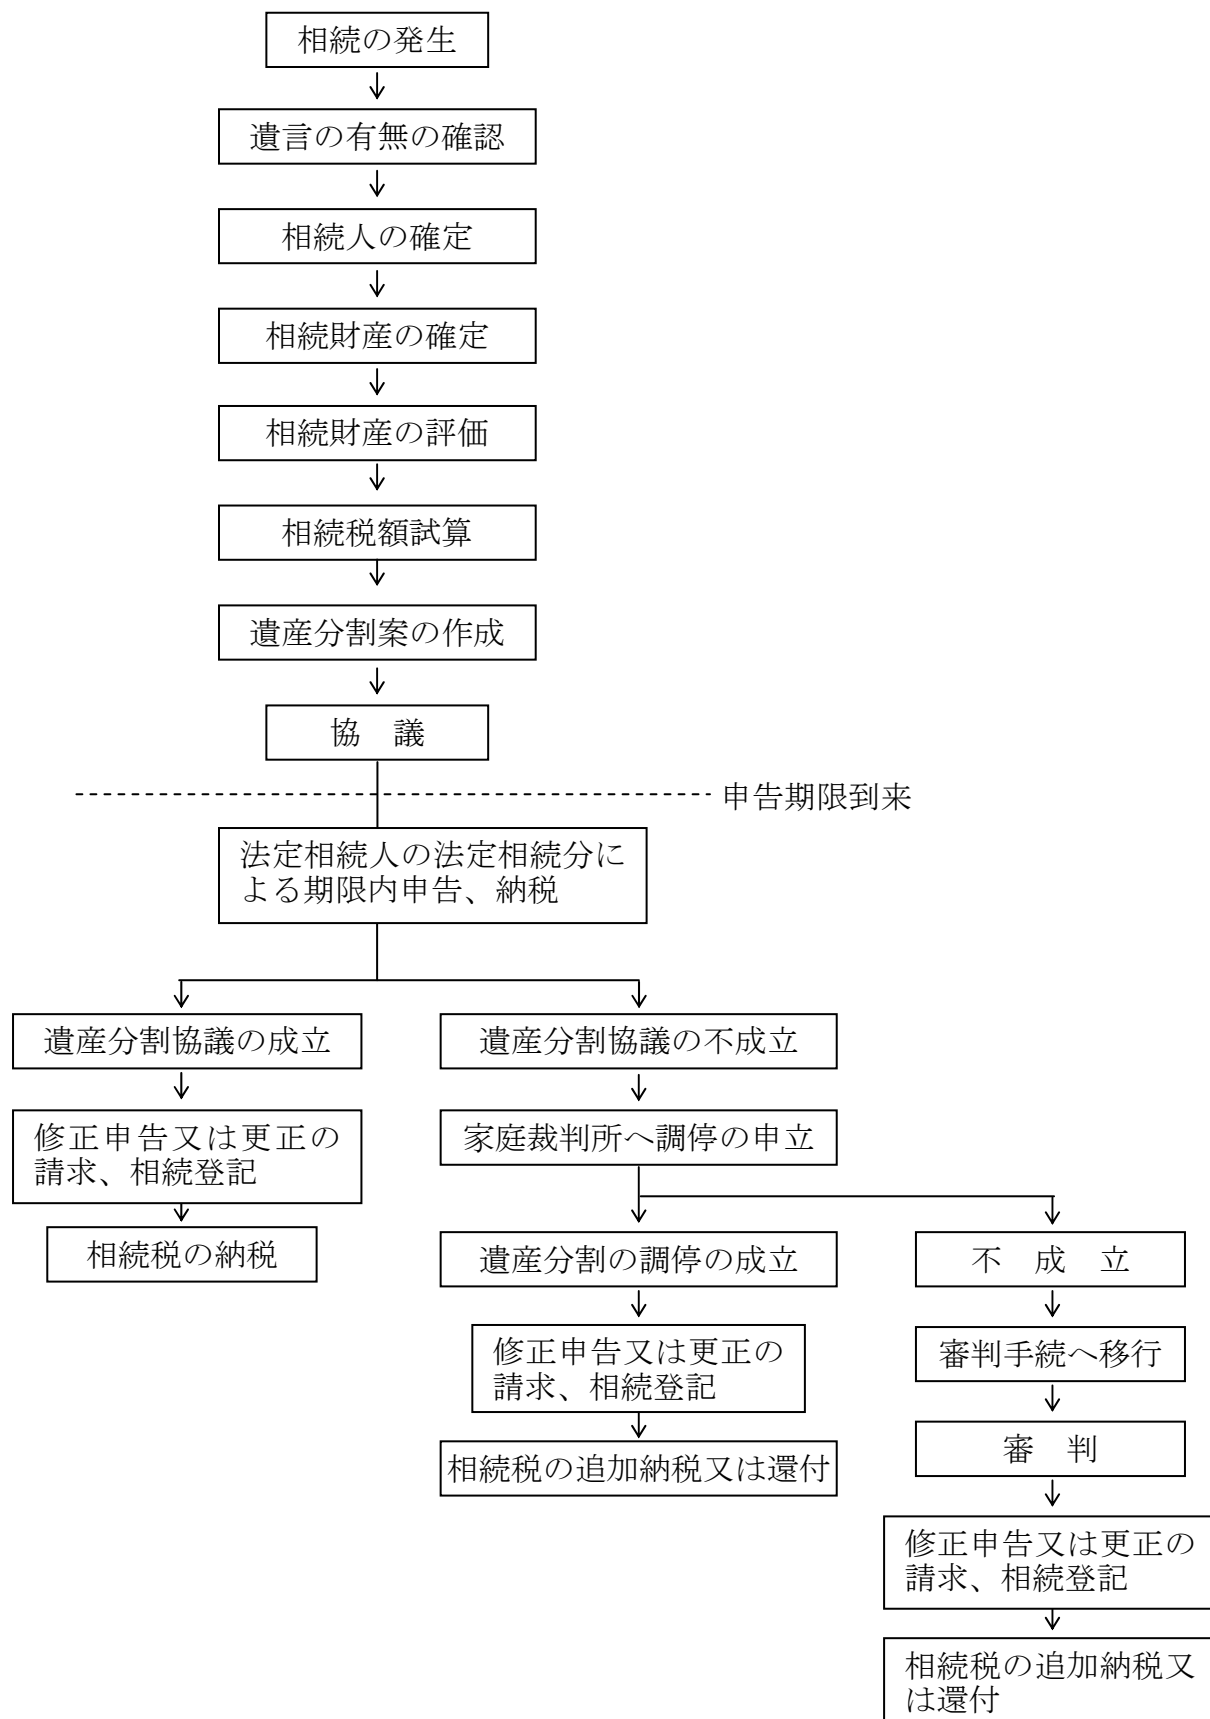 相続の発生
遺言の有無の確認
相続人の確定
相続財産の確定
相続財産の評価
相続税額試算
遺産分割案の作成
協　議
申告期限到来
法定相続人の法定相続分に
よる期限内申告、納税
遺産分割協議の成立
修正申告又は更正の
請求、相続登記
相続税の納税
遺産分割協議の不成立
家庭裁判所へ調停の申立
遺産分割の調停の成立
修正申告又は更正の
請求、相続登記
相続税の追加納税又は還付
不　成　立
審判手続へ移行
審　判
修正申告又は更正の
請求、相続登記
相続税の追加納税又
は還付